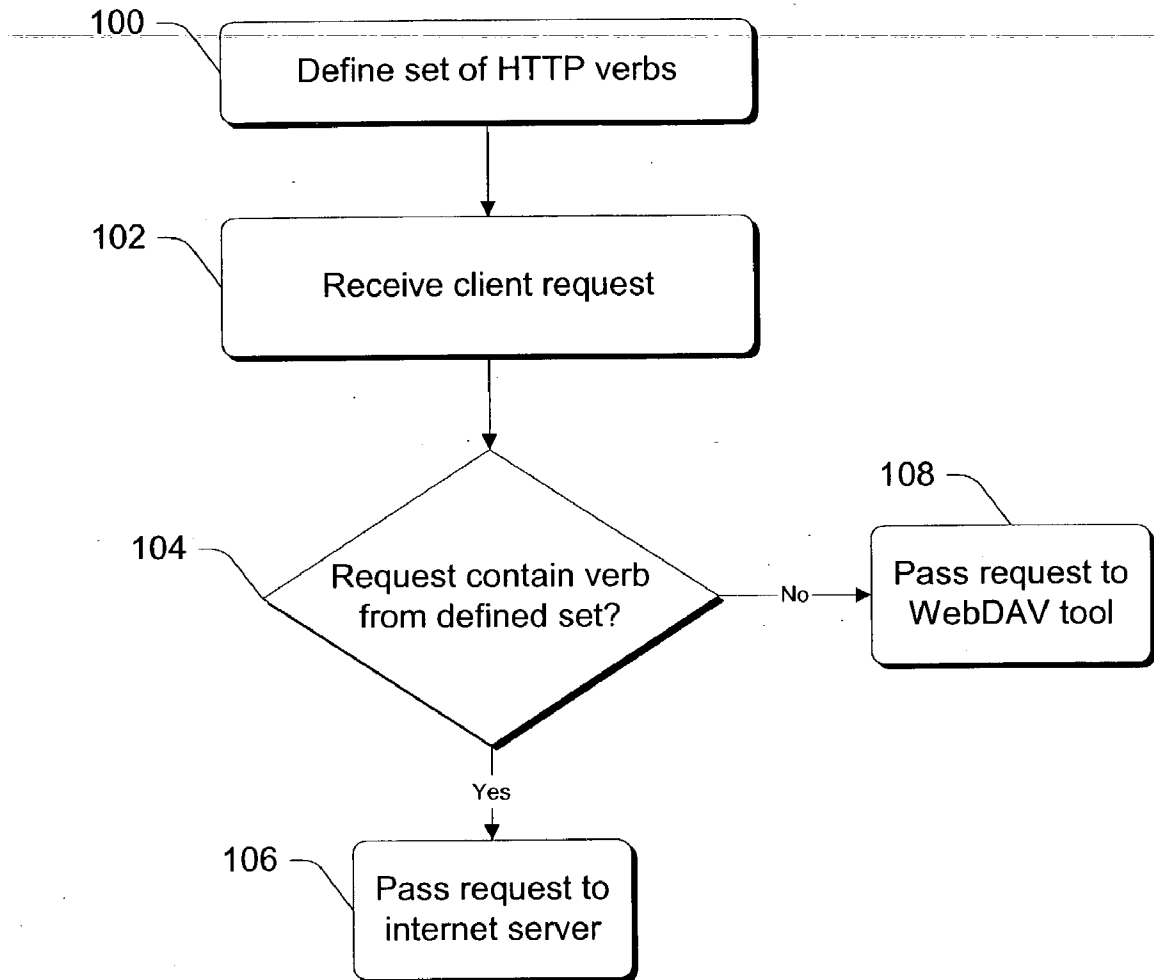 100
Define set of HTTP verbs
102
Receive client request
104
Request contain verb
from defined set?
No
108
Pass request to
WebDAV tool
Yes
106
Pass request to
internet server